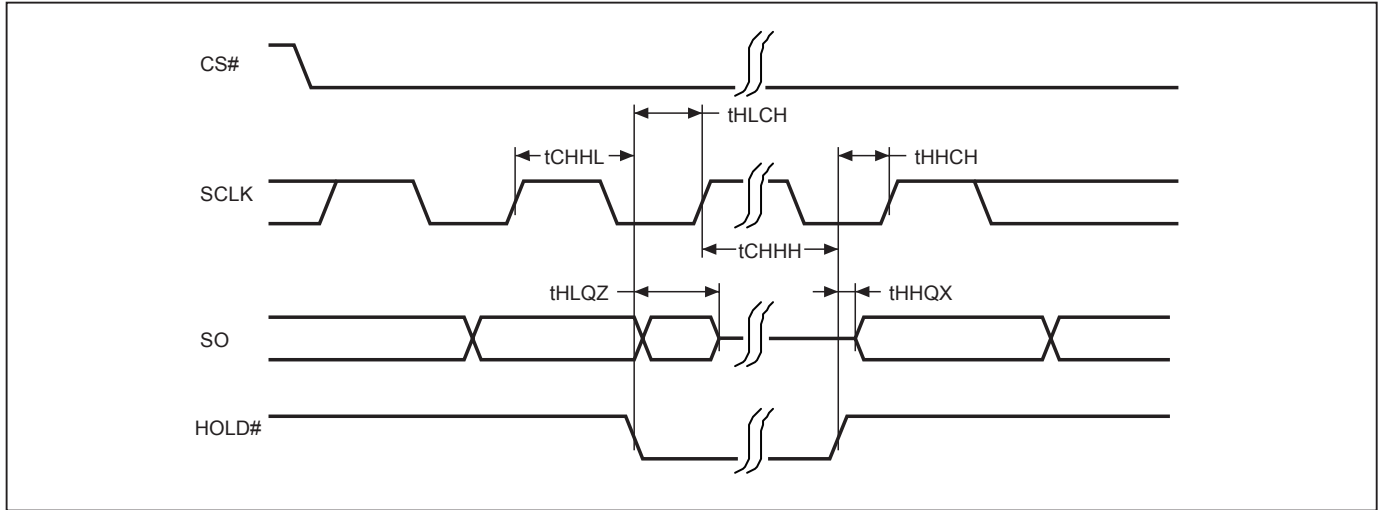 CS#
tHLCH
tCHHL
tHHCH
SCLK
tCHHH
tHLQZ
tHHQX
SO
HOLD#